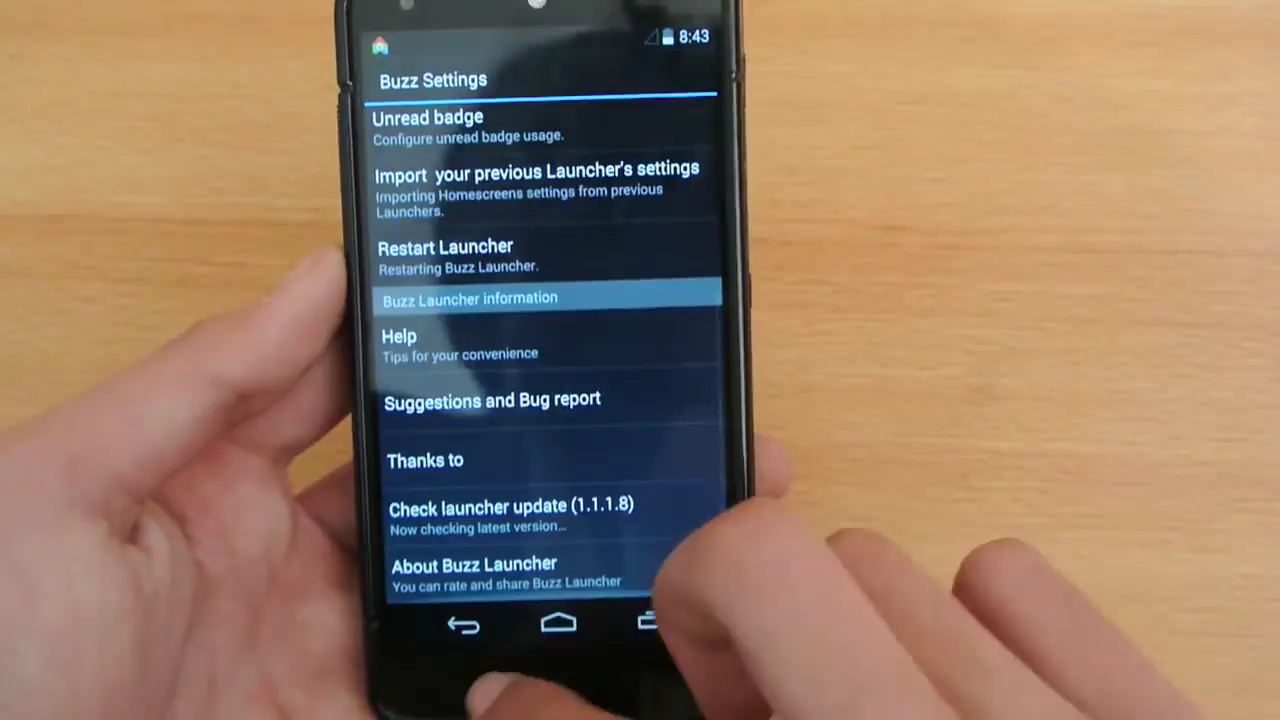 8:43
Buzz Settings
Unread badge
Configure unread badge usage.
Import your previous Launcher's settings
Importing Homescreens settings from previous
Launchers.
Restart Launcher
Restarting Buzz Launcher.
Buzz Launcher information
Help
Tips for your convenience
Suggestions and Bug report
Thanks to
Check launcher update (1.1.1.8)
Now checking latest version...
About Buzz Launcher
You can rate and share Buzz Launcher